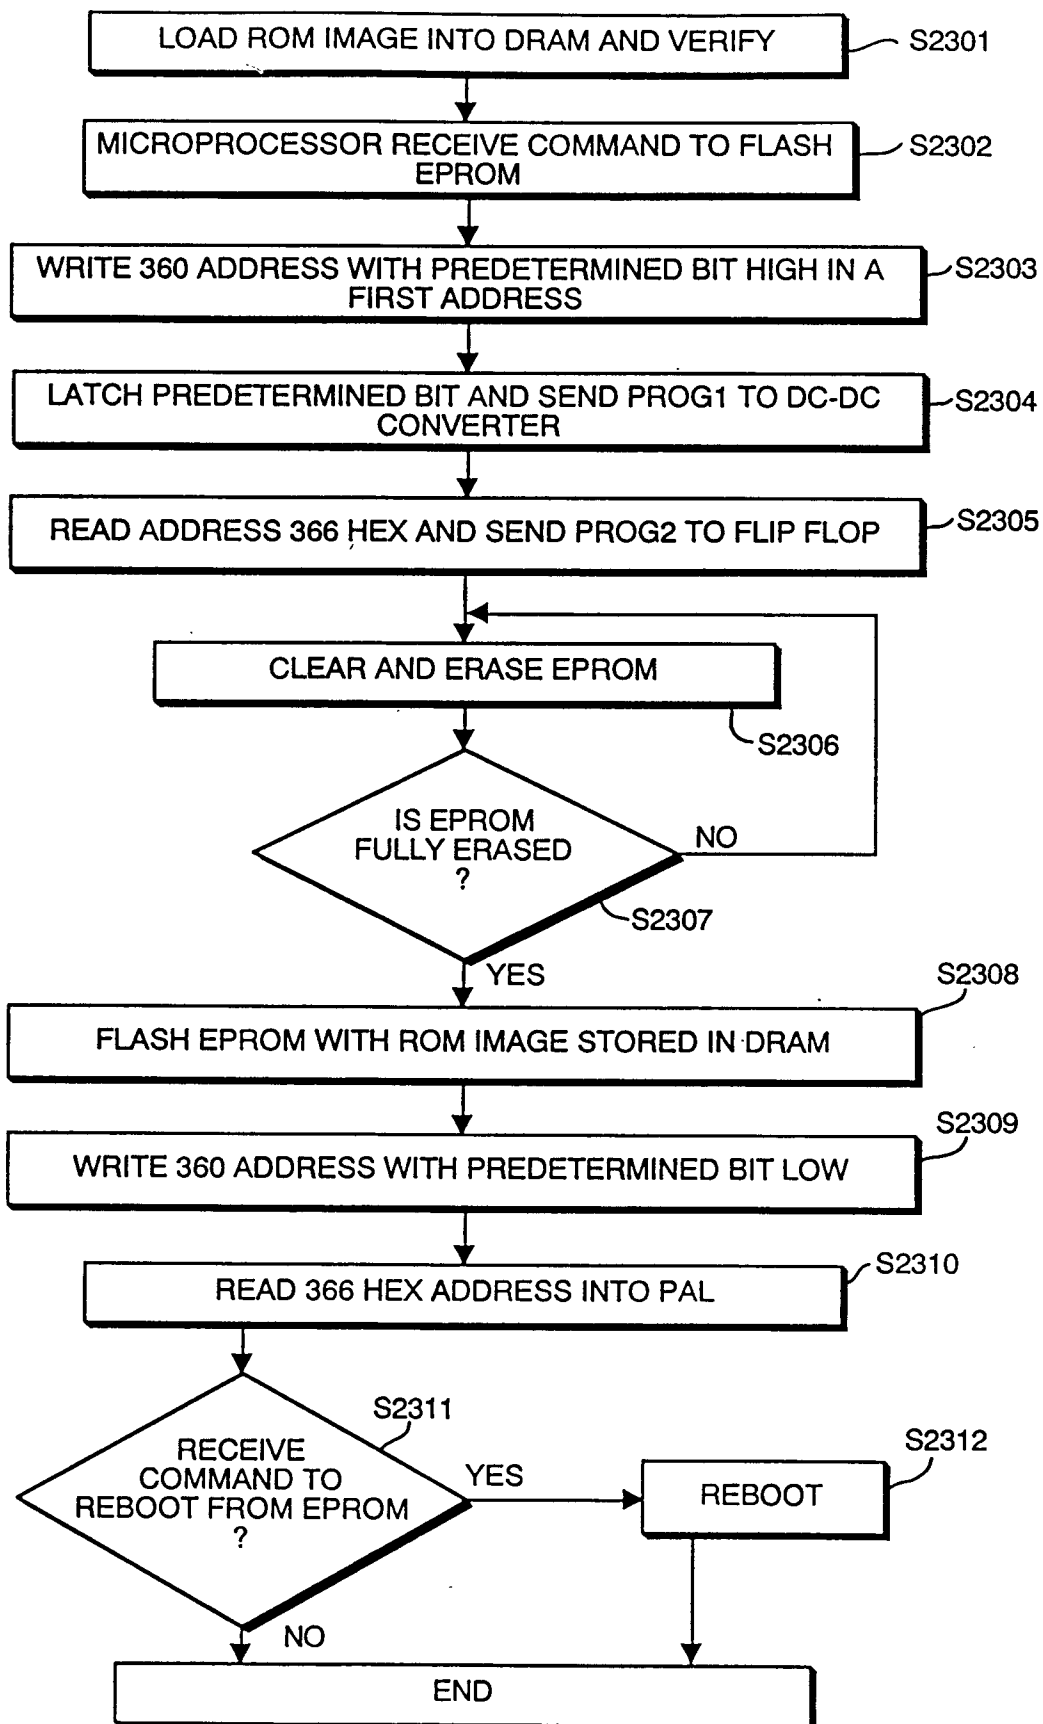 LOAD ROM IMAGE INTO DRAM AND VERIFY
S2301
MICROPROCESSOR RECEIVE COMMAND TO FLASH
EPROM
S2302
WRITE 360 ADDRESS WITH PREDETERMINED BIT HIGH IN A
FIRST ADDRESS
S2303
LATCH PREDETERMINED BIT AND SEND PROG1 TO DC-DC
CONVERTER
S2304
READ ADDRESS 366 HEX AND SEND PROG2 TO FLIP FLOP
S2305
CLEAR AND ERASE EPROM
S2306
IS EPROM
FULLY ERASED
?
NO
S2307
YES
S2308
FLASH EPROM WITH ROM IMAGE STORED IN DRAM
S2309
WRITE 360 ADDRESS WITH PREDETERMINED BIT LOW
S2310
READ 366 HEX ADDRESS INTO PAL
S2311
RECEIVE
COMMAND TO
REBOOT FROM EPROM
?
YES
S2312
REBOOT
NO
END